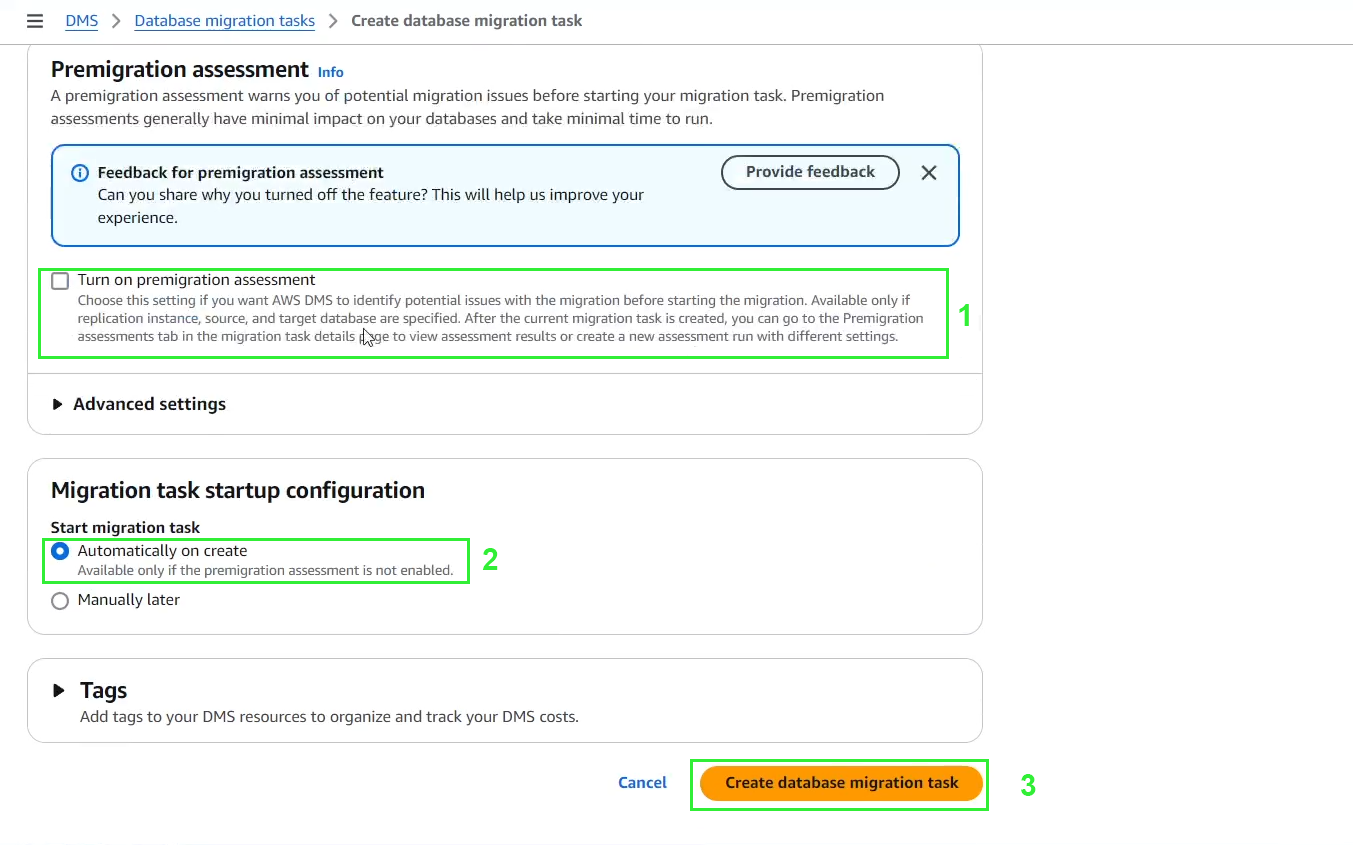 DMS > Database migration tasks > Create database migration task
Premigration assessment Info
A premigration assessment warns you of potential migration issues before starting your migration task. Premigration
assessments generally have minimal impact on your databases and take minimal time to run.
Feedback for premigration assessment
Can you share why you turned off the feature? This will help us improve your
experience.
Provide feedback
Turn on premigration assessment
Choose this setting if you want AWS DMS to identify potential issues with the migration before starting the migration. Available only if
replication instance, source, and target database are specified. After the current migration task is created, you can go to the Premigration
assessments tab in the migration task details page to view assessment results or create a new assessment run with different settings.
1
Advanced settings
Migration task startup configuration
Start migration task
Automatically on create
Available only if the premigration assessment is not enabled.
2
Manually later
Tags
Add tags to your DMS resources to organize and track your DMS costs.
Cancel
Create database migration task
3